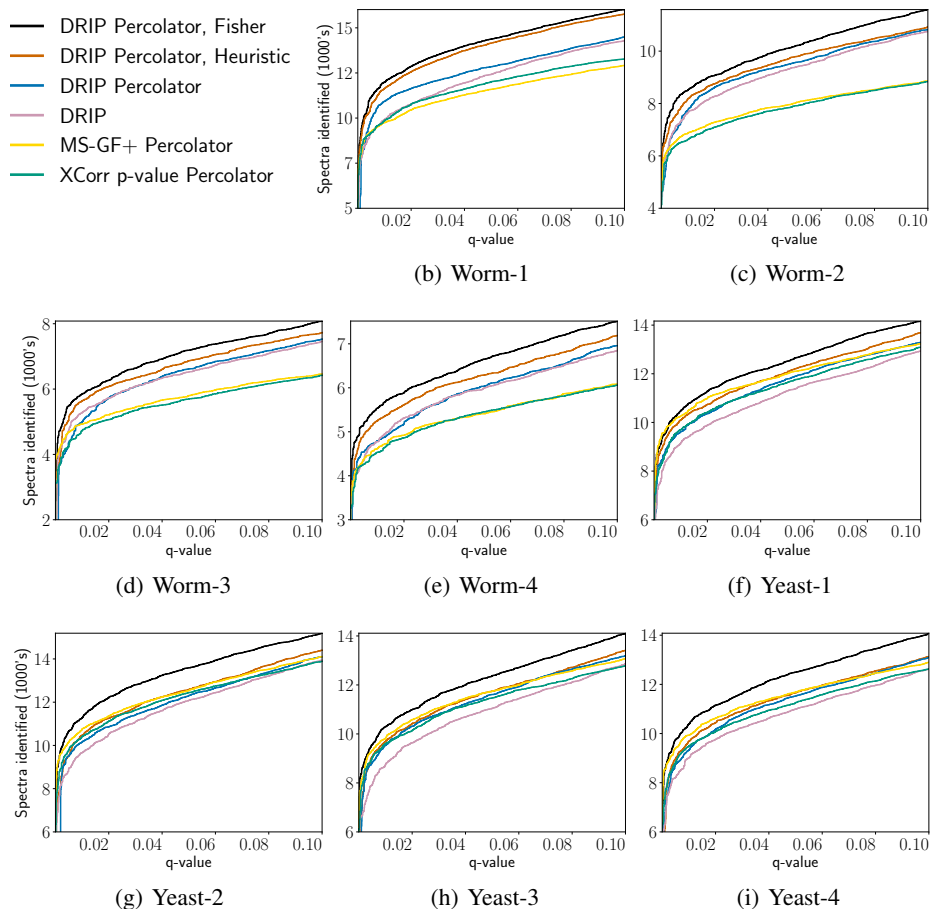 DRIP Percolator, Fisher
DRIP Percolator, Heuristic
DRIP Percolator
DRIP
MS-GF+ Percolator
XCorr p-value Percolator
Spectra identified (1000's)
15
12
10
7
5
0.02 0.04 0.06 0.08 0.10
q-value
(b) Worm-1
10
8
6
4
0.02 0.04 0.06 0.08 0.10
q-value
(c) Worm-2
Spectra identified (1000's)
8
6
4
2
0.02 0.04 0.06 0.08 0.10
q-value
(d) Worm-3
7
6
5
4
3
0.02 0.04 0.06 0.08 0.10
q-value
(e) Worm-4
14
12
10
8
6
0.02 0.04 0.06 0.08 0.10
q-value
(f) Yeast-1
Spectra identified (1000's)
14
12
10
8
6
0.02 0.04 0.06 0.08 0.10
q-value
(g) Yeast-2
14
12
10
8
6
0.02 0.04 0.06 0.08 0.10
q-value
(h) Yeast-3
14
12
10
8
6
0.02 0.04 0.06 0.08 0.10
q-value
(i) Yeast-4